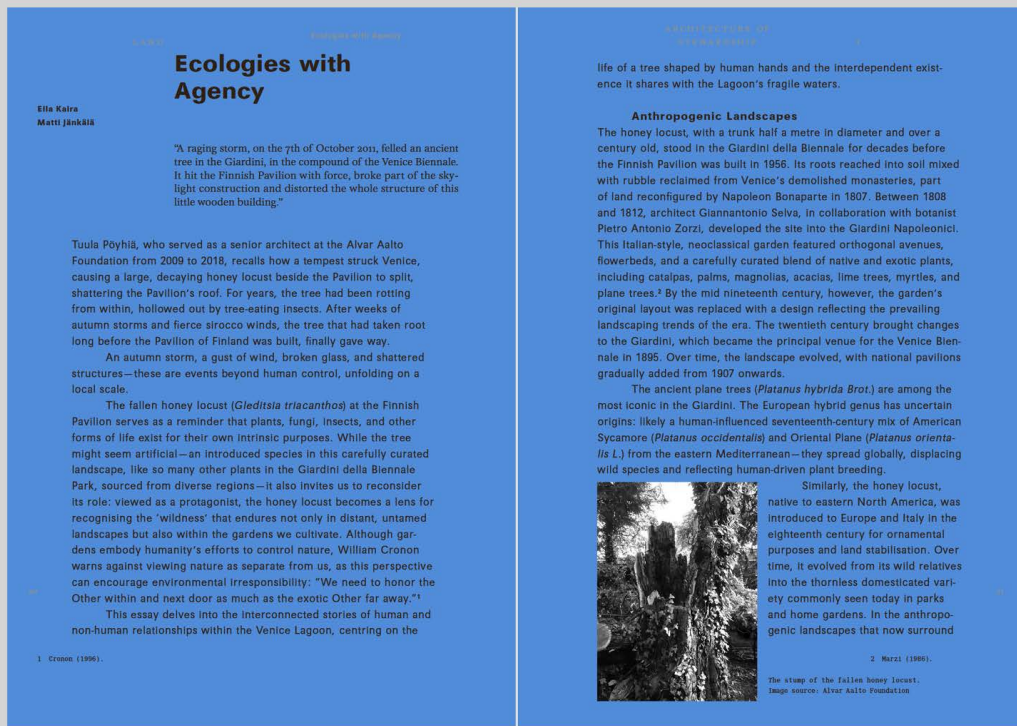 Ecologies with Agency
Ecologies with
Agency
Ella Kaira
Matti Jänkälä
"A raging storm, on the 7th of October 2011, felled an ancient
tree in the Giardini, in the compound of the Venice Biennale.
It hit the Finnish Pavilion with force, broke part of the sky-
light construction and distorted the whole structure of this
little wooden building."
Tuula Pöyhiä, who served as a senior architect at the Alvar Aalto
Foundation from 2009 to 2018, recalls how a tempest struck Venice,
causing a large, decaying honey locust beside the Pavilion to split,
shattering the Pavilion's roof. For years, the tree had been rotting
from within, hollowed out by tree-eating insects. After weeks of
autumn storms and fierce sirocco winds, the tree that had taken root
long before the Pavilion of Finland was built, finally gave way.
An autumn storm, a gust of wind, broken glass, and shattered
structures—these are events beyond human control, unfolding on a
local scale.
The fallen honey locust (Gleditsia triacanthos) at the Finnish
Pavilion serves as a reminder that plants, fungi, insects, and other
forms of life exist for their own intrinsic purposes. While the tree
might seem artificial—an introduced species in this carefully curated
landscape, like so many other plants in the Giardini della Biennale
Park, sourced from diverse regions—it also invites us to reconsider
its role: viewed as a protagonist, the honey locust becomes a lens for
recognising the 'wildness' that endures not only in distant, untamed
landscapes but also within the gardens we cultivate. Although gar-
dens embody humanity's efforts to control nature, William Cronon
warns against viewing nature as separate from us, as this perspective
can encourage environmental irresponsibility: "We need to honor the
Other within and next door as much as the exotic Other far away."¹
This essay delves into the interconnected stories of human and
non-human relationships within the Venice Lagoon, centring on the
1 Cronon (1996).
ARCHITECTURE OF
STEWARDSHIP
life of a tree shaped by human hands and the interdependent exist-
ence it shares with the Lagoon's fragile waters.
Anthropogenic Landscapes
The honey locust, with a trunk half a metre in diameter and over a
century old, stood in the Giardini della Biennale for decades before
the Finnish Pavilion was built in 1956. Its roots reached into soil mixed
with rubble reclaimed from Venice's demolished monasteries, part
of land reconfigured by Napoleon Bonaparte in 1807. Between 1808
and 1812, architect Giannantonio Selva, in collaboration with botanist
Pietro Antonio Zorzi, developed the site into the Giardini Napoleonici.
This Italian-style, neoclassical garden featured orthogonal avenues,
flowerbeds, and a carefully curated blend of native and exotic plants,
including catalpas, palms, magnolias, acacias, lime trees, myrtles, and
plane trees.² By the mid nineteenth century, however, the garden's
original layout was replaced with a design reflecting the prevailing
landscaping trends of the era. The twentieth century brought changes
to the Giardini, which became the principal venue for the Venice Bien-
nale in 1895. Over time, the landscape evolved, with national pavilions
gradually added from 1907 onwards.
The ancient plane trees (Platanus hybrida Brot.) are among the
most iconic in the Giardini. The European hybrid genus has uncertain
origins: likely a human-influenced seventeenth-century mix of American
Sycamore (Platanus occidentalis) and Oriental Plane (Platanus orienta-
lis L.) from the eastern Mediterranean—they spread globally, displacing
wild species and reflecting human-driven plant breeding.
Similarly, the honey locust,
native to eastern North America, was
introduced to Europe and Italy in the
eighteenth century for ornamental
purposes and land stabilisation. Over
time, it evolved from its wild relatives
into the thornless domesticated vari-
ety commonly seen today in parks
and home gardens. In the anthropo-
genic landscapes that now surround
2 Marzi (1986).
The stump of the fallen honey locust.
Image source: Alvar Aalto Foundation